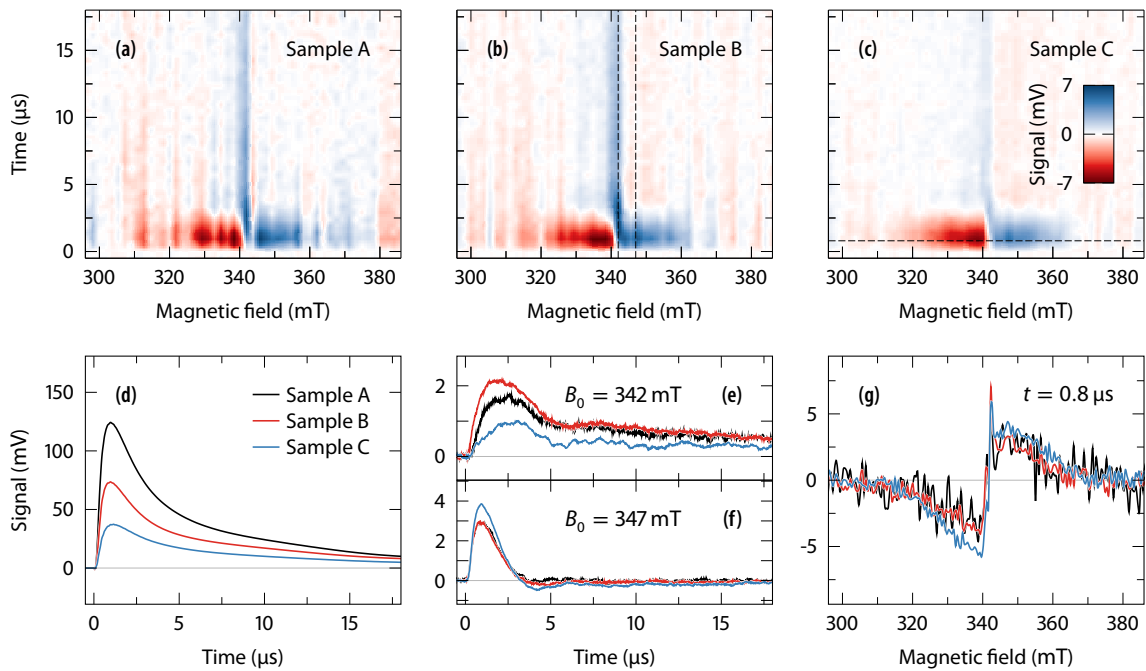 (a) Sample A
(b) Sample B
(c) Sample C
Time (μs)
15
10
5
0
300 320 340 360 380
Magnetic field (mT)
300 320 340 360 380
Magnetic field (mT)
300 320 340 360 380
Magnetic field (mT)
Signal (mV)
7
0
-7
(d)
Sample A
Sample B
Sample C
Signal (mV)
150
100
50
0
0 5 10 15
Time (μs)
B0 = 342 mT (e)
2
0
B0 = 347 mT (f)
4
2
0
0 5 10 15
Time (μs)
(g) t = 0.8 μs
5
0
-5
300 320 340 360 380
Magnetic field (mT)